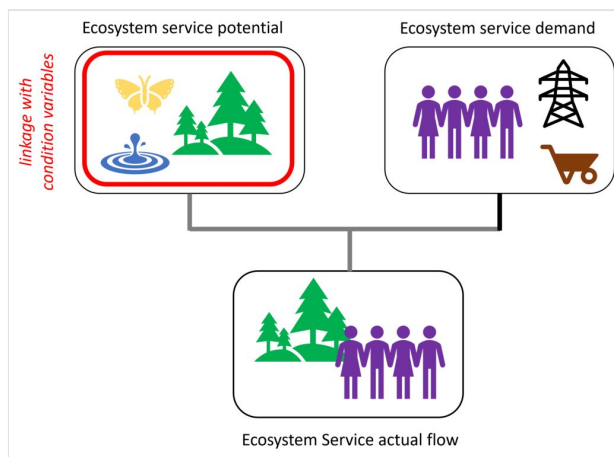 Ecosystem service potential
Ecosystem service demand
linkage with
condition variables
Ecosystem Service actual flow